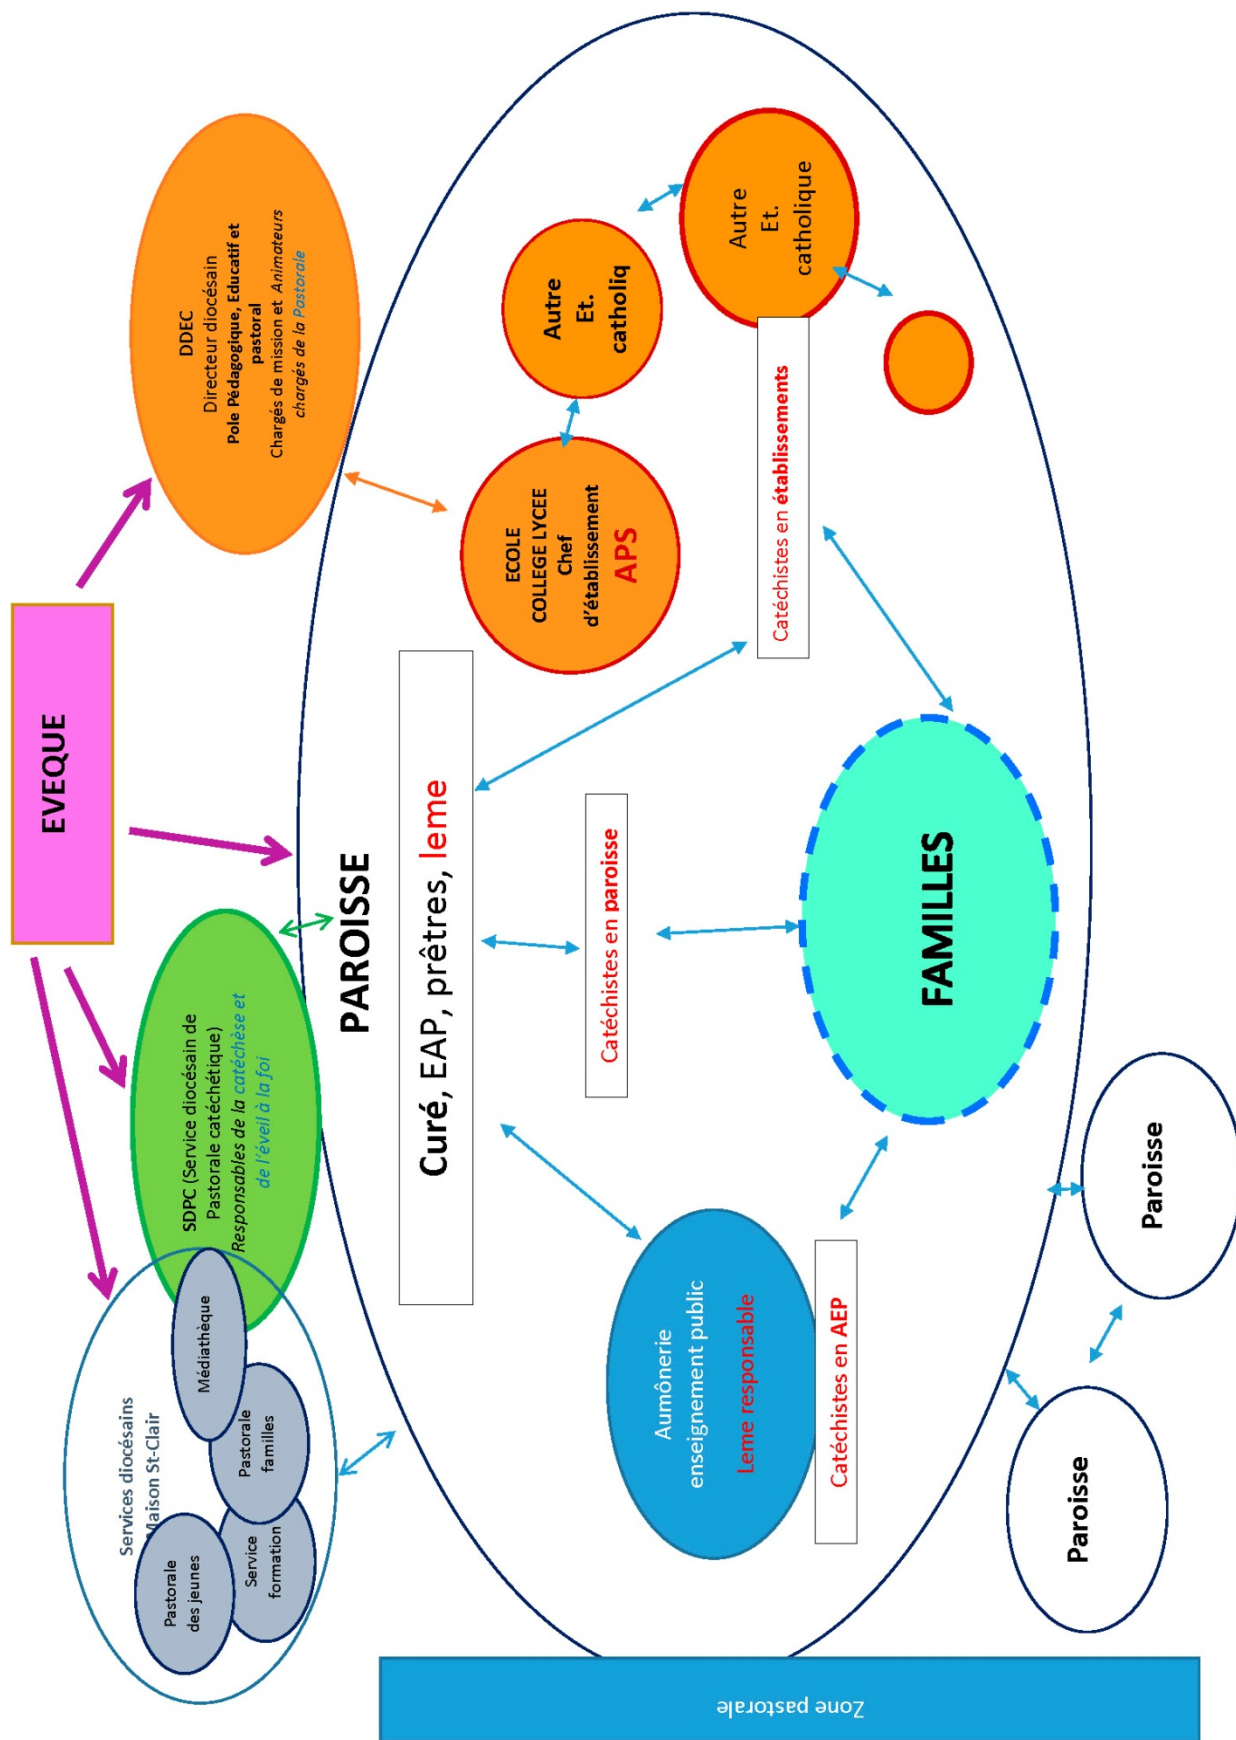 EVEQUE
Services diocésains
Maison St-Clair
Pastorale
des jeunes
Service
formation
Pastorale
familles
Médiathèque
SDPC (Service diocésain de
Pastorale catéchétique)
Responsables de la catéchèse et
de l'éveil à la foi
DDEC
Directeur diocésain
Pole Pédagogique, Educatif et
pastoral
Chargés de mission et Animateurs
chargés de la Pastorale
PAROISSE
Curé, EAP, prêtres, leme
ECOLE
COLLEGE LYCEE
Chef
d'établissement
APS
Autre
Et.
catholiq
Autre
Et.
catholique
Catéchistes en paroisse
Catéchistes en établissements
Aumônerie
enseignement public
Leme responsable
Catéchistes en AEP
FAMILLES
Paroisse
Paroisse
Zone pastorale